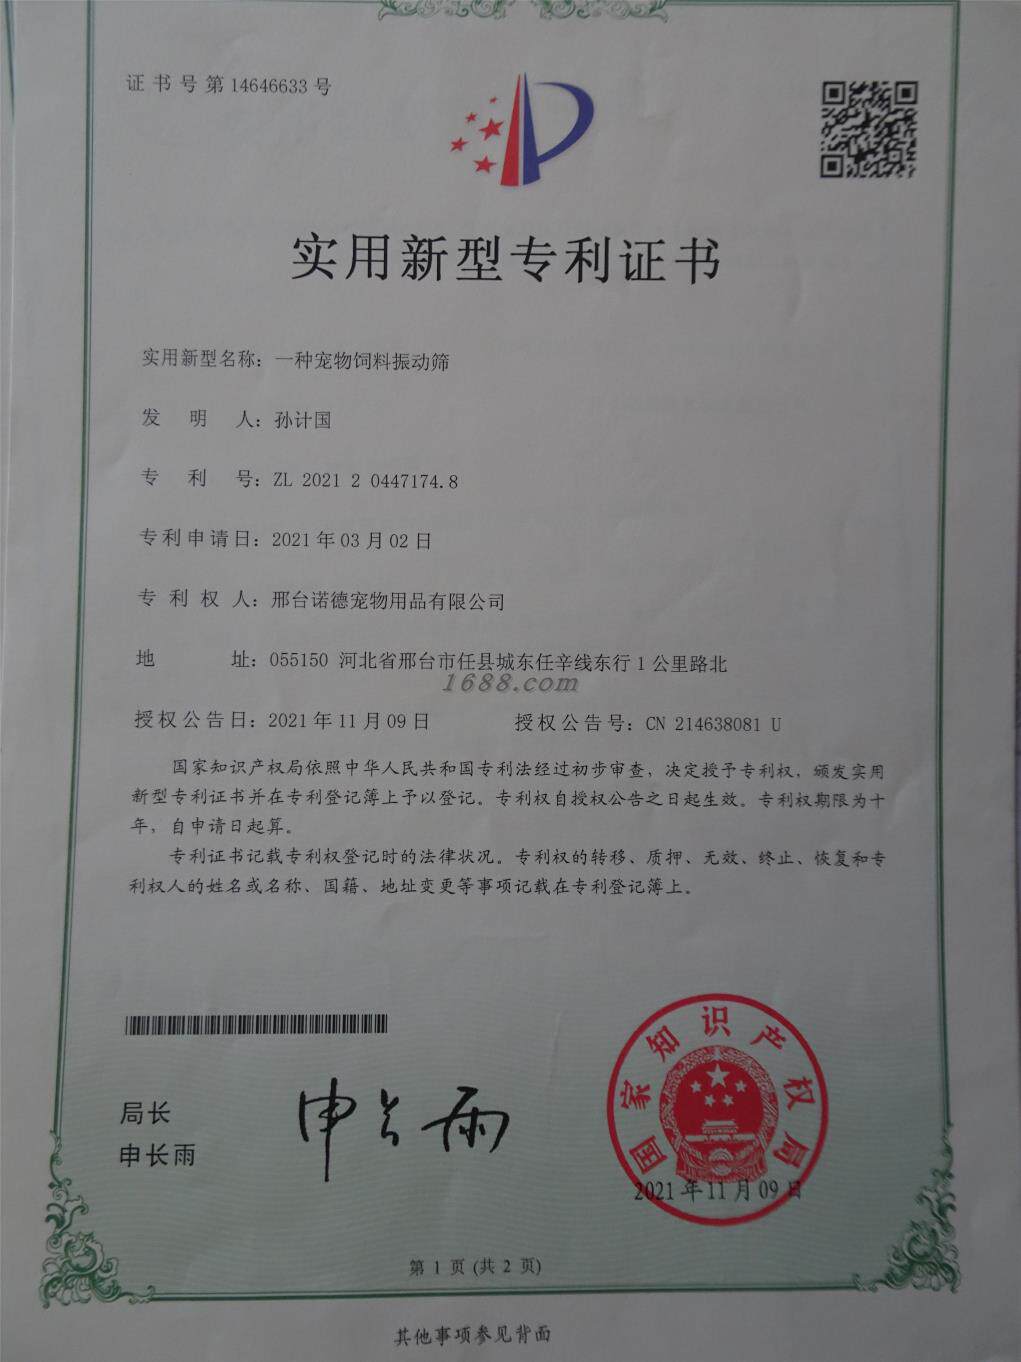 证书号第14646633号
实用新型专利证书
实用新型名称：一种宠物饲料振动筛
发明人：孙计国
专利号：ZL 2021 2 0447174.8
专利申请日：2021年03月02日
专利权人：邢台诺德宠物用品有限公司
地址：055150 河北省邢台市任县城东任辛线东行1公里路北
1688.com
授权公告日：2021年11月09日 授权公告号：CN 214638081 U
国家知识产权局依照中华人民共和国专利法经过初步审查，决定授予专利权，颁发实用
新型专利证书并在专利登记簿上予以登记。专利权自授权公告之日起生效。专利权期限为十
年，自申请日起算。
专利证书记载专利权登记时的法律状况。专利权的转移、质押、无效、终止、恢复和专
利权人的姓名或名称、国籍、地址变更等事项记载在专利登记簿上。
局长
申长雨
申长雨
国家知识产权局
2021年11月09日
第1页(共2页)
其他事项参见背面